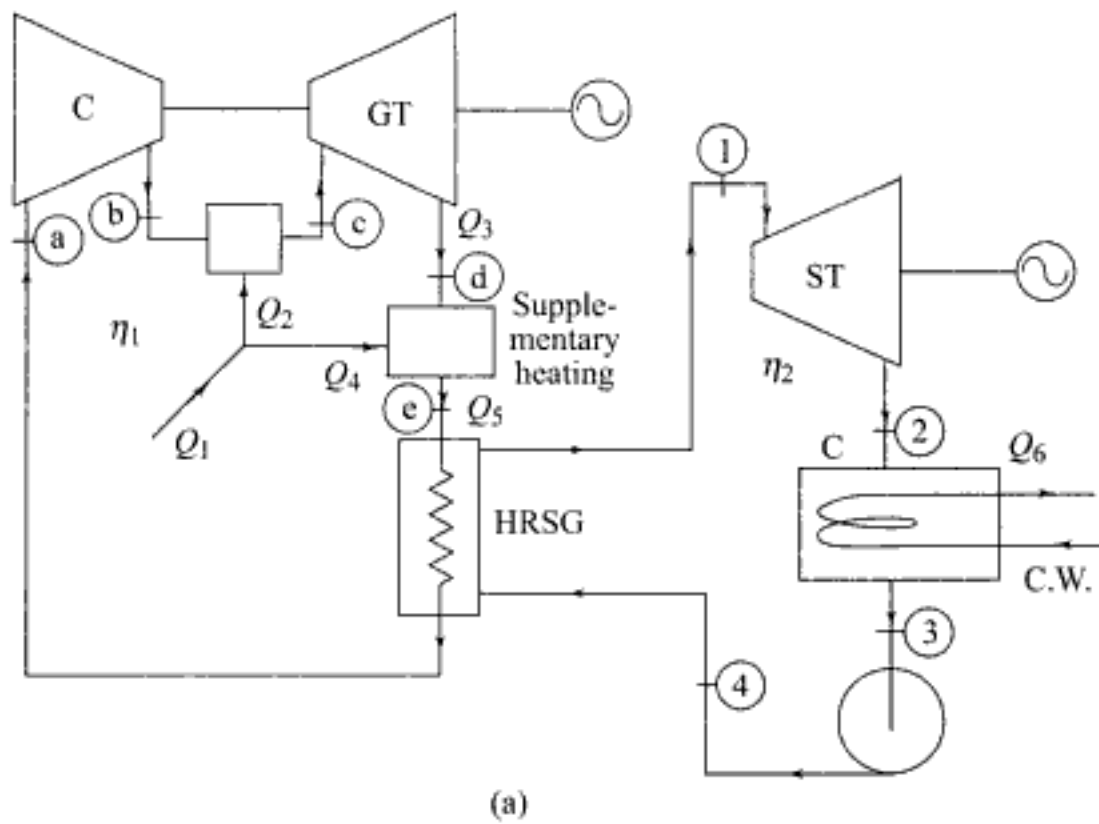 C
GT
1
b
c
Q3
a
d
ST
Q2
Supple-
mentary
heating
η1
Q4
η2
e
Q5
2
Q1
C
Q6
HRSG
C.W.
3
4
(a)